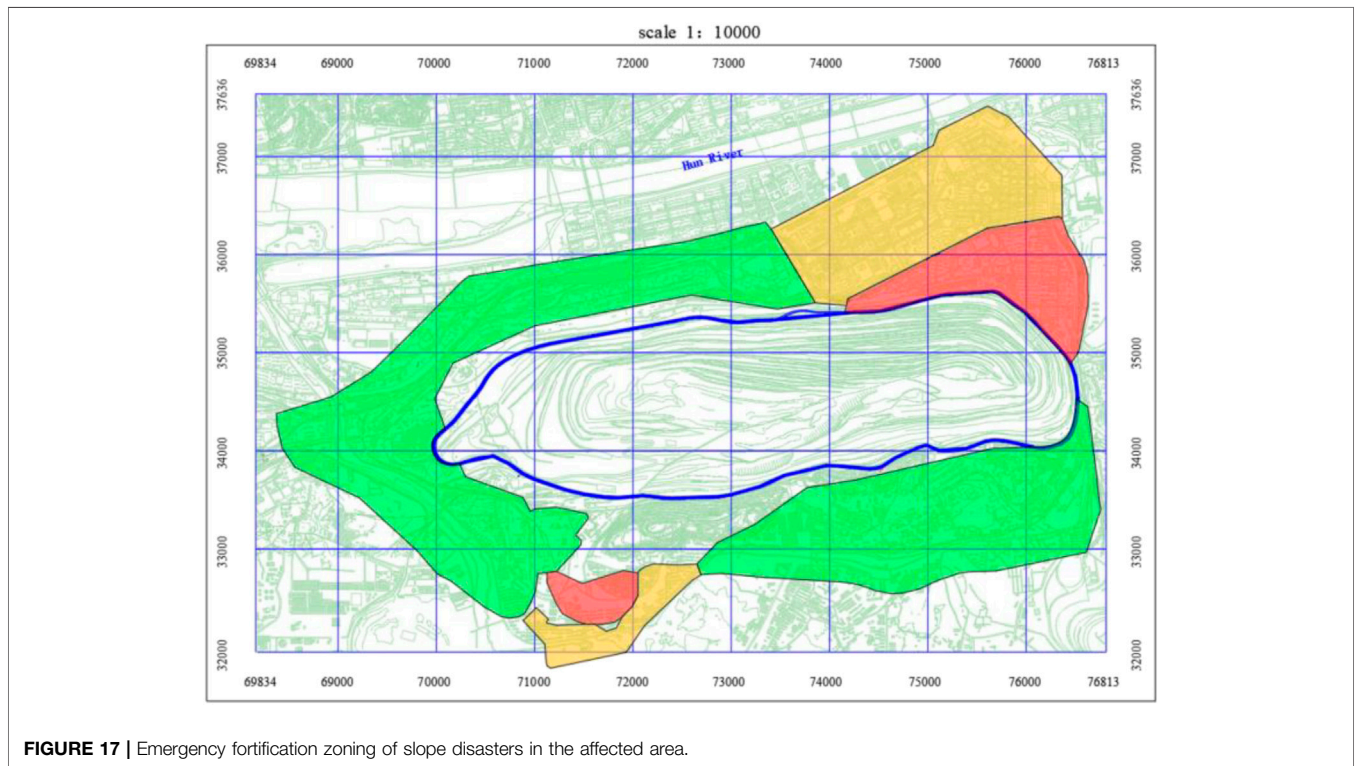 scale 1: 10000
69834 69000 70000 71000 72000 73000 74000 75000 76000 76813
37636 37636
37000 37000
Hun River
36000 36000
35000 35000
34000 34000
33000 33000
32000 32000
69834 69000 70000 71000 72000 73000 74000 75000 76000 76813
FIGURE 17 | Emergency fortification zoning of slope disasters in the affected area.